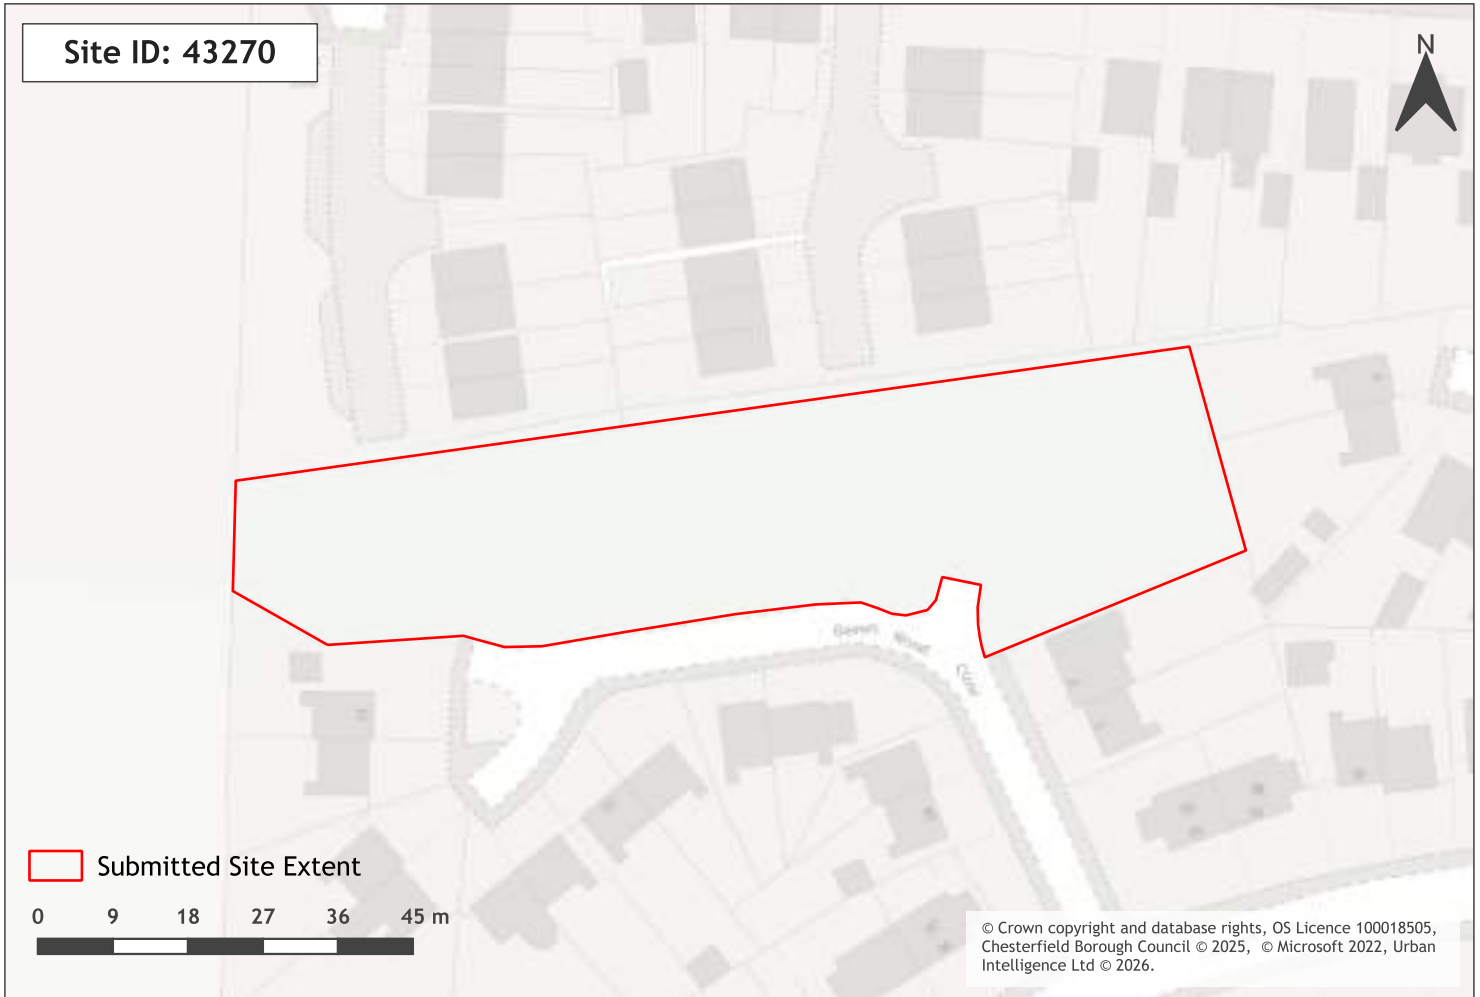 Site ID: 43270
N
Close
Submitted Site Extent
0 9 18 27 36 45 m
© Crown copyright and database rights, OS Licence 100018505,
Chesterfield Borough Council © 2025, © Microsoft 2022, Urban
Intelligence Ltd © 2026.